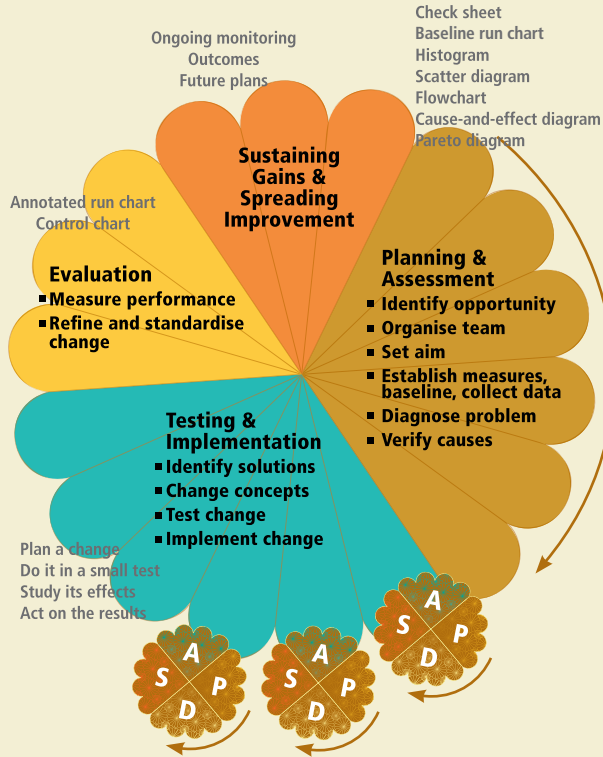 Ongoing monitoring
Outcomes
Future plans
Check sheet
Baseline run chart
Histogram
Scatter diagram
Flowchart
Cause-and-effect diagram
Pareto diagram
Sustaining
Gains &
Spreading
Improvement
Annotated run chart
Control chart
Evaluation
Measure performance
Refine and standardise
change
Planning &
Assessment
Identify opportunity
Organise team
Set aim
Establish measures,
baseline, collect data
Diagnose problem
Verify causes
Testing &
Implementation
Identify solutions
Change concepts
Test change
Implement change
Plan a change
Do it in a small test
Study its effects
Act on the results
A
S P
D
A
S P
D
A
S P
D